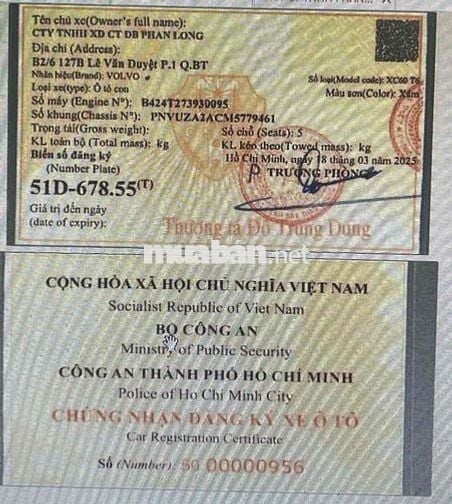 Tên chủ xe(Owner's full name):
CTY TNHH XD CT DB PHAN LONG
Địa chỉ (Address):
B2/6 127B Lê Văn Duyệt P.1 Q.BT
Nhãn hiệu(Brand): VOLVO
Số loại(Model code): XC60 T6
Loại xe(type): Ô tô con
Màu sơn(Color): Xám
Số máy (Engine N°): B424T273930095
Số khung(Chassis N°): PNVUZA2ACM5779461
Trọng tải(Gross weight):
Số chỗ (Seats): 5
KL toàn bộ (Total mass): kg
KL kéo theo(Towed mass): kg
Biển số đăng ký
(Number Plate)
Hồ Chí Minh, ngày 18 tháng 03 năm 2025
P TRƯỞNG PHÒNG
51D-678.55(T)
Giá trị đến ngày
(date of expiry):
Thượng tá Đỗ Trung Dung
muaban.net
CỘNG HÒA XÃ HỘI CHỦ NGHĨA VIỆT NAM
Socialist Republic of Viet Nam
BỘ CÔNG AN
Ministry of Public Security
CÔNG AN THÀNH PHỐ HỒ CHÍ MINH
Police of Ho Chi Minh City
CHỨNG NHẬN ĐĂNG KÝ XE Ô TÔ
Car Registration Certificate
Số (Number): 50 00000956